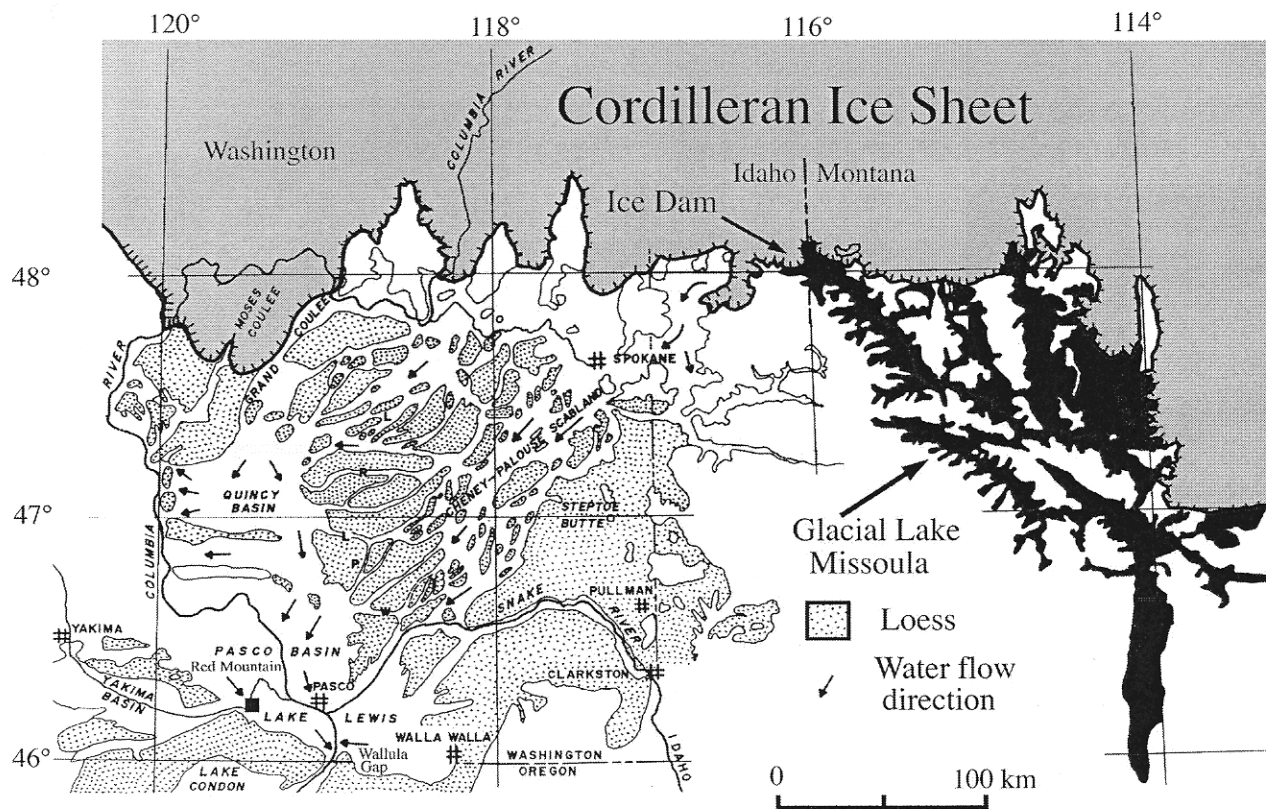 120°
118°
116°
114°
COLUMBIA RIVER
Cordilleran Ice Sheet
Washington
Idaho Montana
Ice Dam
48°
MOSES
COULEE
GRAND COULEE
RIVER
SPOKANE
L
CHENEY-PALOUSE SCABLAND
R
QUINCY
BASIN
47°
STEPTOE
BUTTE
Glacial Lake
Missoula
L
P
COLUMBIA
W
SNAKE RIVER
PULLMAN
Loess
YAKIMA
PASCO BASIN
Red Mountain
CLARKSTON
Water flow
direction
YAKIMA
BASIN
PASCO
LAKE LEWIS
WALLA WALLA
Wallula
Gap
WASHINGTON
OREGON
IDAHO
46°
LAKE
CONDON
0 100 km